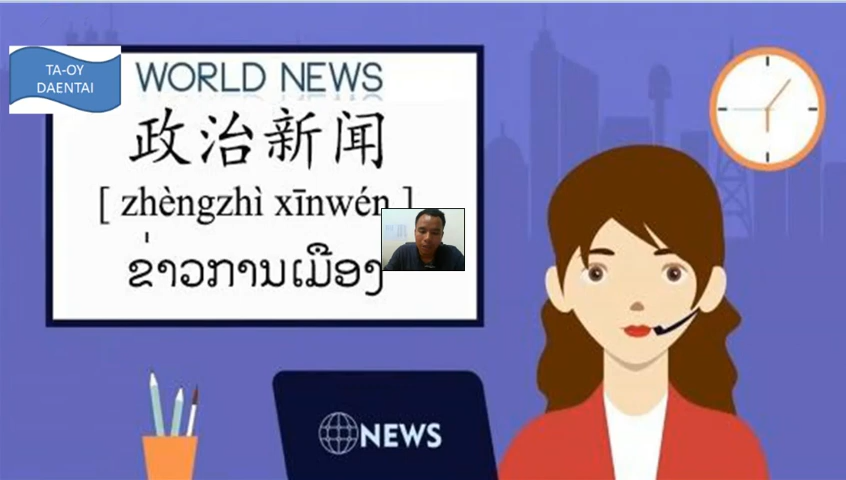 TA-OY
DAENTAI
WORLD NEWS
政治新闻
[ zhèngzhì xīnwén ]
ຂ່າວການເມືອງ
NEWS